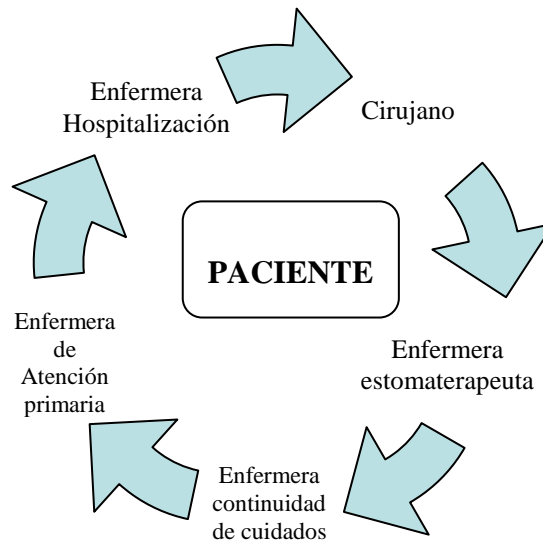 Enfermera
Hospitalización
Cirujano
PACIENTE
Enfermera
estomaterapeuta
Enfermera
continuidad
de cuidados
Enfermera
de
Atención
primaria